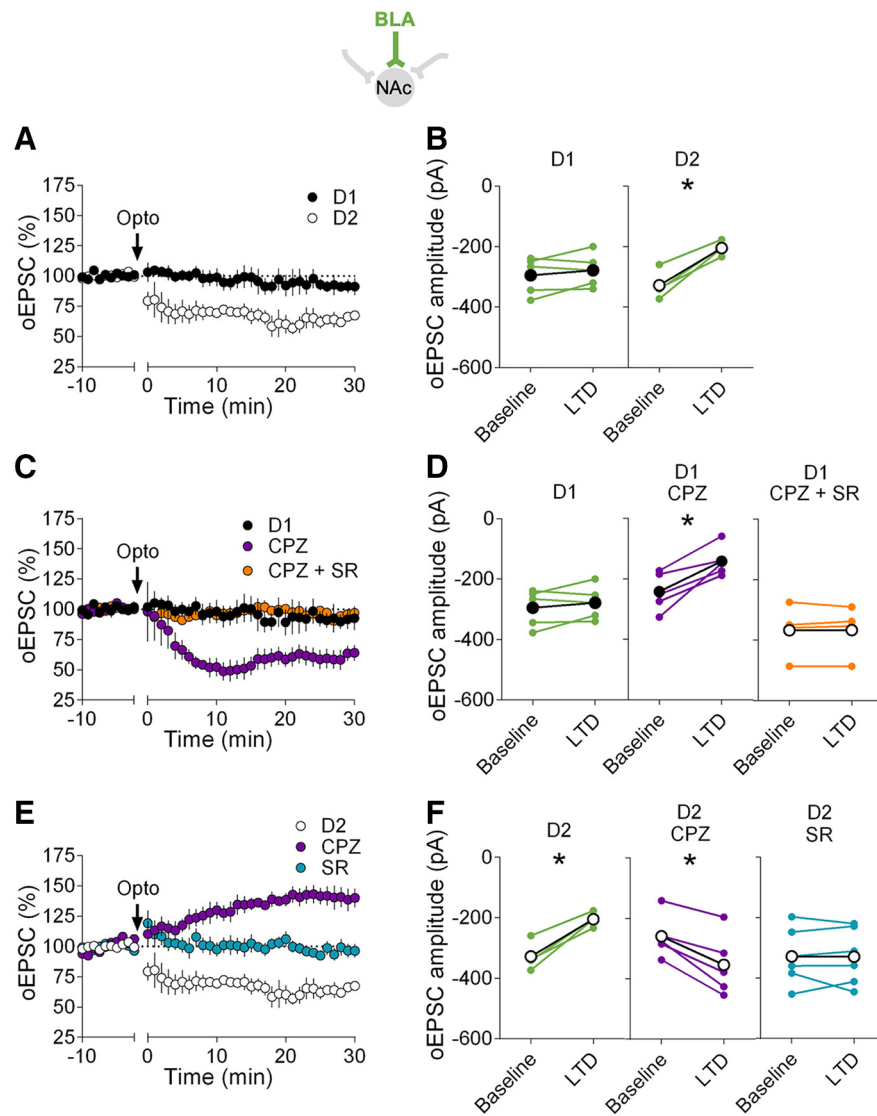 BLA
NAc
A
175
150
125
100
75
50
25
oEPSC (%)
Opto
D1
D2
-10
0
10
20
30
Time (min)
B
D1
D2
*
0
-200
-400
-600
oEPSC amplitude (pA)
Baseline
LTD
Baseline
LTD
C
175
150
125
100
75
50
25
oEPSC (%)
Opto
D1
CPZ
CPZ + SR
-10
0
10
20
30
Time (min)
D
D1
D1
CPZ
*
D1
CPZ + SR
0
-200
-400
-600
oEPSC amplitude (pA)
Baseline
LTD
Baseline
LTD
Baseline
LTD
E
175
150
125
100
75
50
25
oEPSC (%)
Opto
D2
CPZ
SR
-10
0
10
20
30
Time (min)
F
D2
*
D2
CPZ
*
D2
SR
0
-200
-400
-600
oEPSC amplitude (pA)
Baseline
LTD
Baseline
LTD
Baseline
LTD